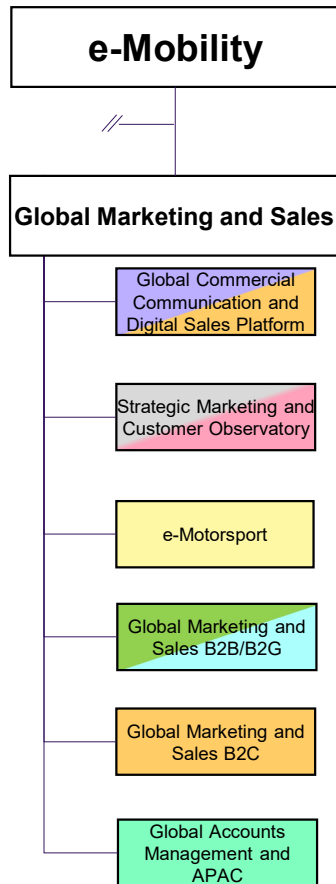 e-Mobility
Global Marketing and Sales
Global Commercial
Communication and
Digital Sales Platform
Strategic Marketing and
Customer Observatory
e-Motorsport
Global Marketing and
Sales B2B/B2G
Global Marketing and
Sales B2C
Global Accounts
Management and
APAC